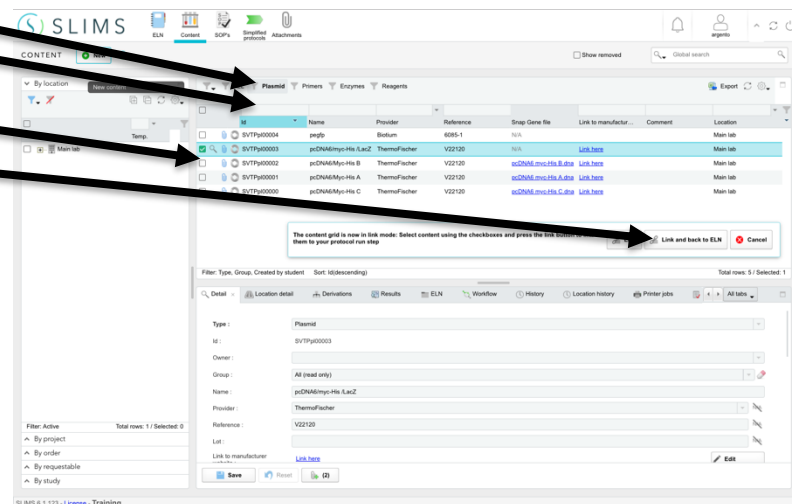 SLIMS
ELN Content SOP's Simplified protocols Attachments
argento
CONTENT New Show removed Global search
By location New content Plasmid Primers Enzymes Reagents Export
Id Name Provider Reference Snap Gene file Link to manufactur... Comment Location
Temp.
Main lab
SVTPpl00004 pegfp Biotium 6085-1 N/A Main lab
SVTPpl00003 pcDNA6/myc-His /LacZ ThermoFischer V22120 N/A Link here Main lab
SVTPpl00002 pcDNA6/Myc-His B ThermoFischer V22120 pcDNA6 myc-His B.dna Link here Main lab
SVTPpl00001 pcDNA6/Myc-His A ThermoFischer V22120 pcDNA6 myc-His A.dna Link here Main lab
SVTPpl00000 pcDNA6/Myc-His C ThermoFischer V22120 pcDNA6 myc-His C.dna Link here Main lab
The content grid is now in link mode: Select content using the checkboxes and press the link button to
them to your protocol run step
Link and back to ELN Cancel
Filter: Type, Group, Created by student Sort: Id(descending) Total rows: 5 / Selected: 1
Detail Location detail Derivations Results ELN Workflow History Location history Printer jobs All tabs
Type : Plasmid
Id : SVTPpl00003
Owner :
Group : All (read only)
Name : pcDNA6/myc-His /LacZ
Provider : ThermoFischer
Reference : V22120
Lot :
Link to manufacturer Link here Edit
Filter: Active Total rows: 1 / Selected: 0
By project
By order
By requestable
By study
Save Reset (2)
SLIMS 6.1.123 - License - Training